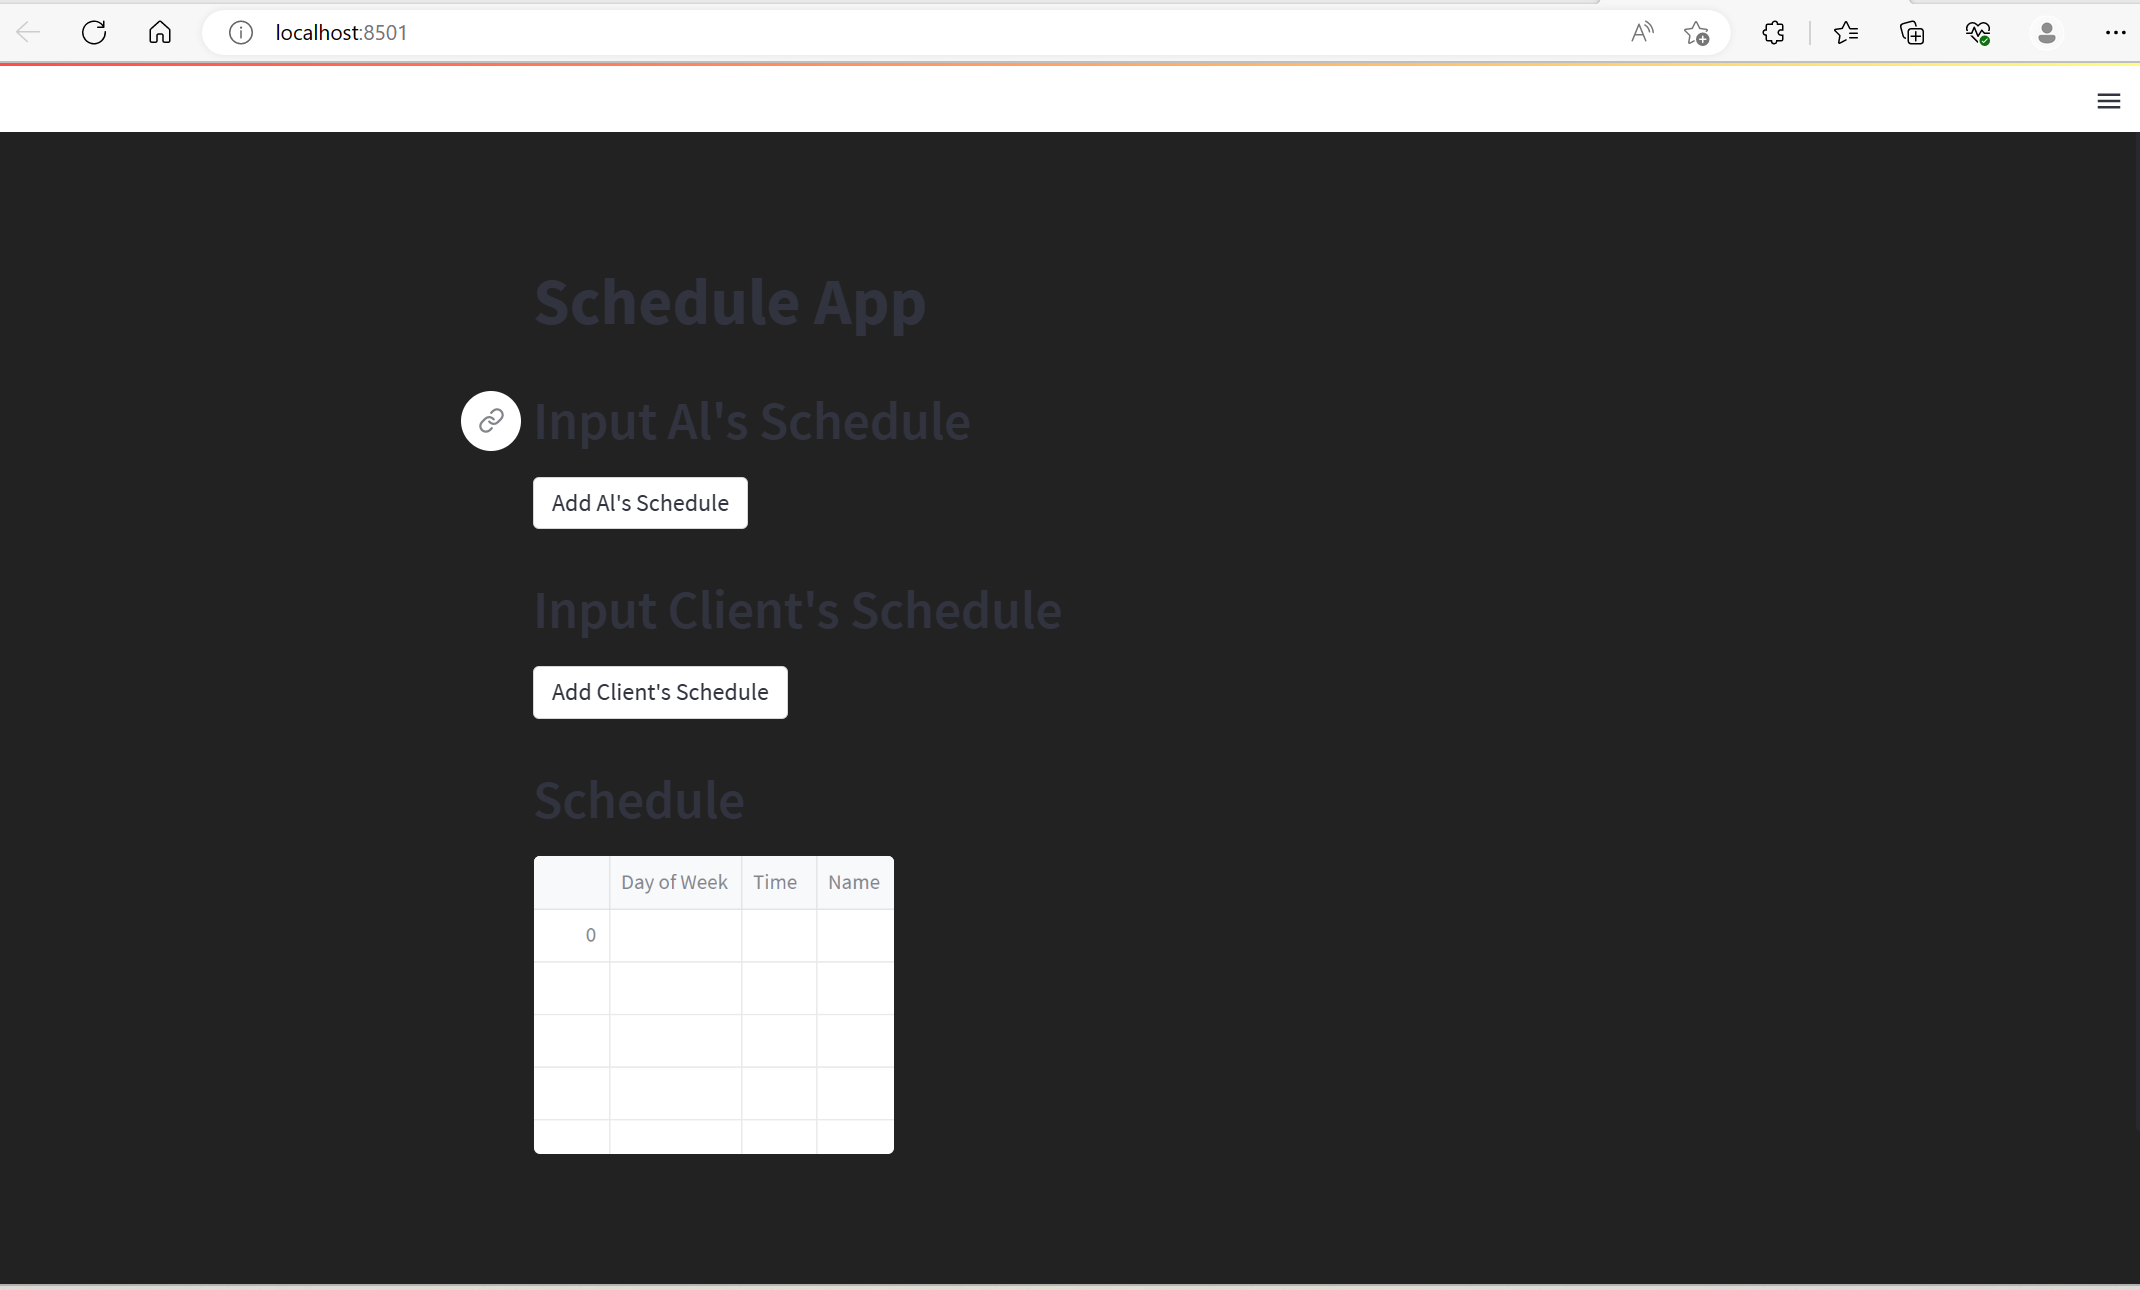 localhost:8501
Schedule App
Input Al's Schedule
Add Al's Schedule
Input Client's Schedule
Add Client's Schedule
Schedule
Day of Week Time Name
0